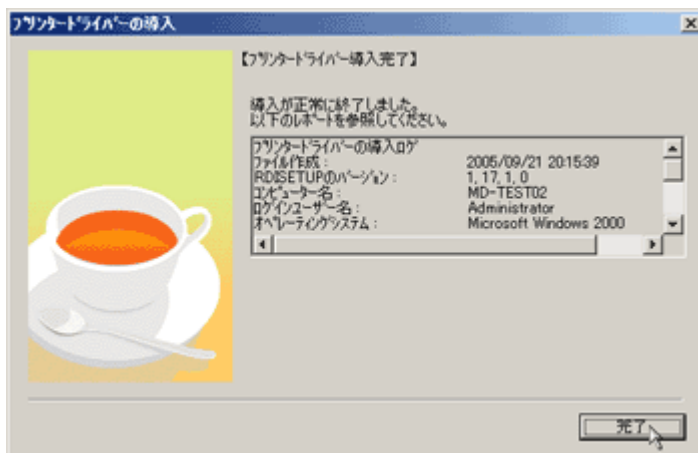 プリンタードライバーの導入
【プリンタードライバー導入完了】
導入が正常に終了しました。
以下のレポートを参照してください。
プリンタードライバーの導入ログ
ファイル作成： 2005/09/21 20:15:39
RDISETUPのバージョン： 1, 17, 1, 0
コンピューター名： MD-TEST02
ログインユーザー名： Administrator
オペレーティングシステム： Microsoft Windows 2000
完了